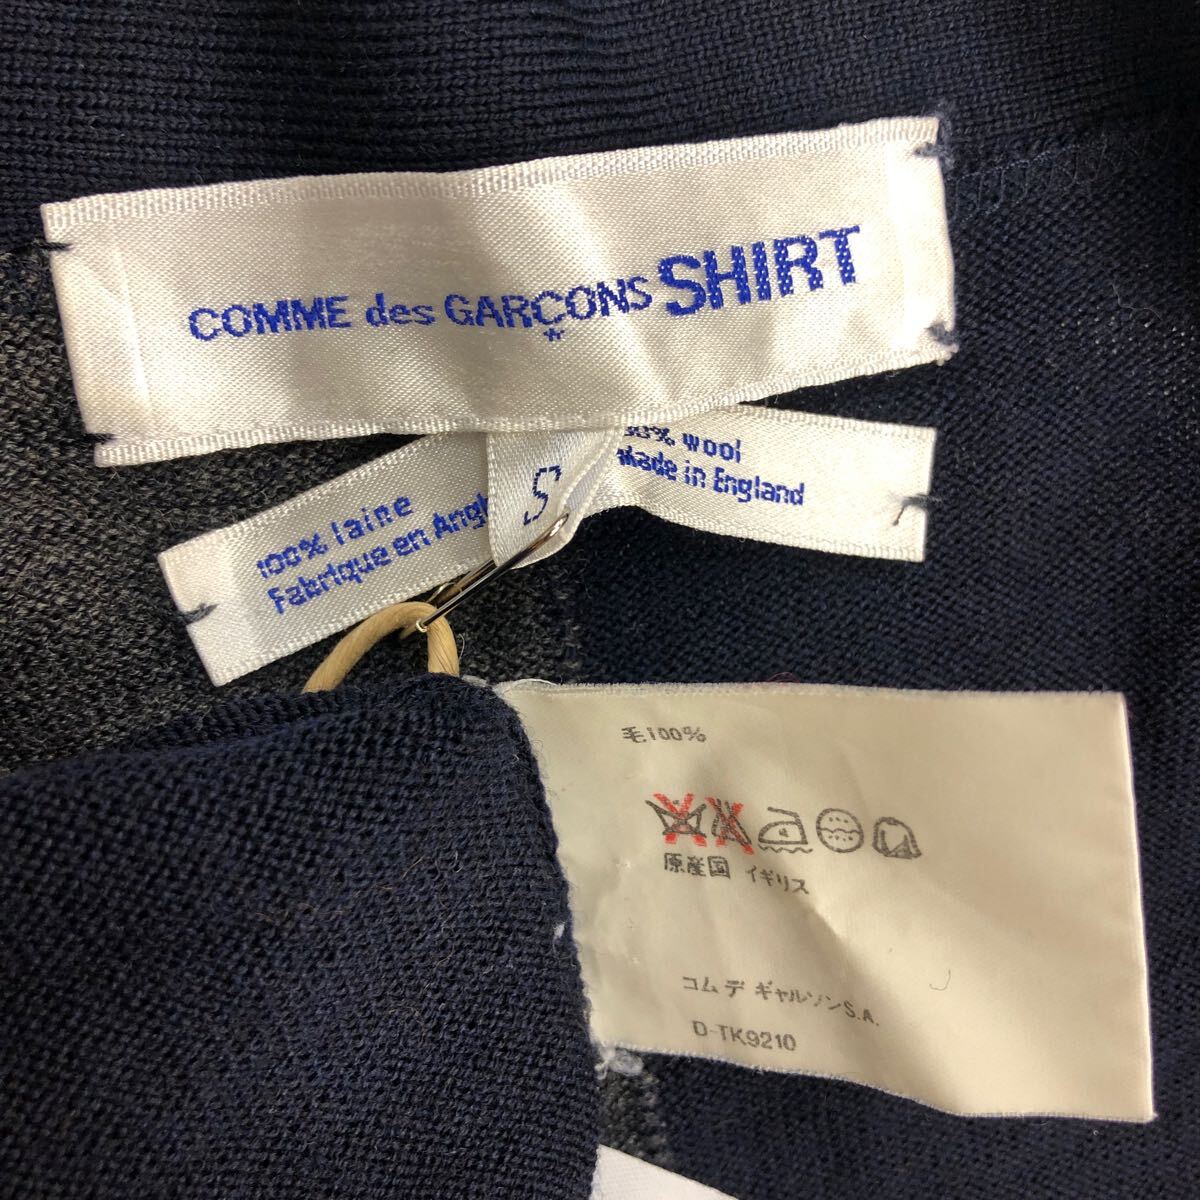 COMME des GARÇONS SHIRT
*
100% laine
Fabrique en Angl
S
00% wool
Made in England
毛100%
原産国 イギリス
コム デ ギャルソンS.A.
D-TK9210